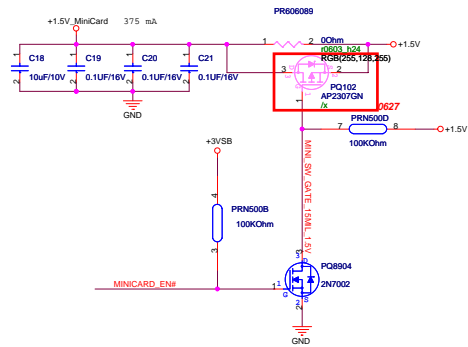 PR606089
+1.5V_MiniCard 375 mA
1 2 0Ohm
r0603_h24
+1.5V
RGB(255,128,255)
C18 C19 C20 C21
10uF/10V 0.1UF/16V 0.1UF/16V 0.1UF/16V
1 2 1 2 1 2 1 2
3 2
PQ102
AP2307GN
/x
0627
1
GND
PRN500D
7 8 +1.5V
100KOhm
+3VSB
MINI_SW_GATE_15MIL_1.5V
4
PRN500B
100KOhm
3
MINICARD_EN#
3
D
1
G
S
2
PQ8904
2N7002
GND